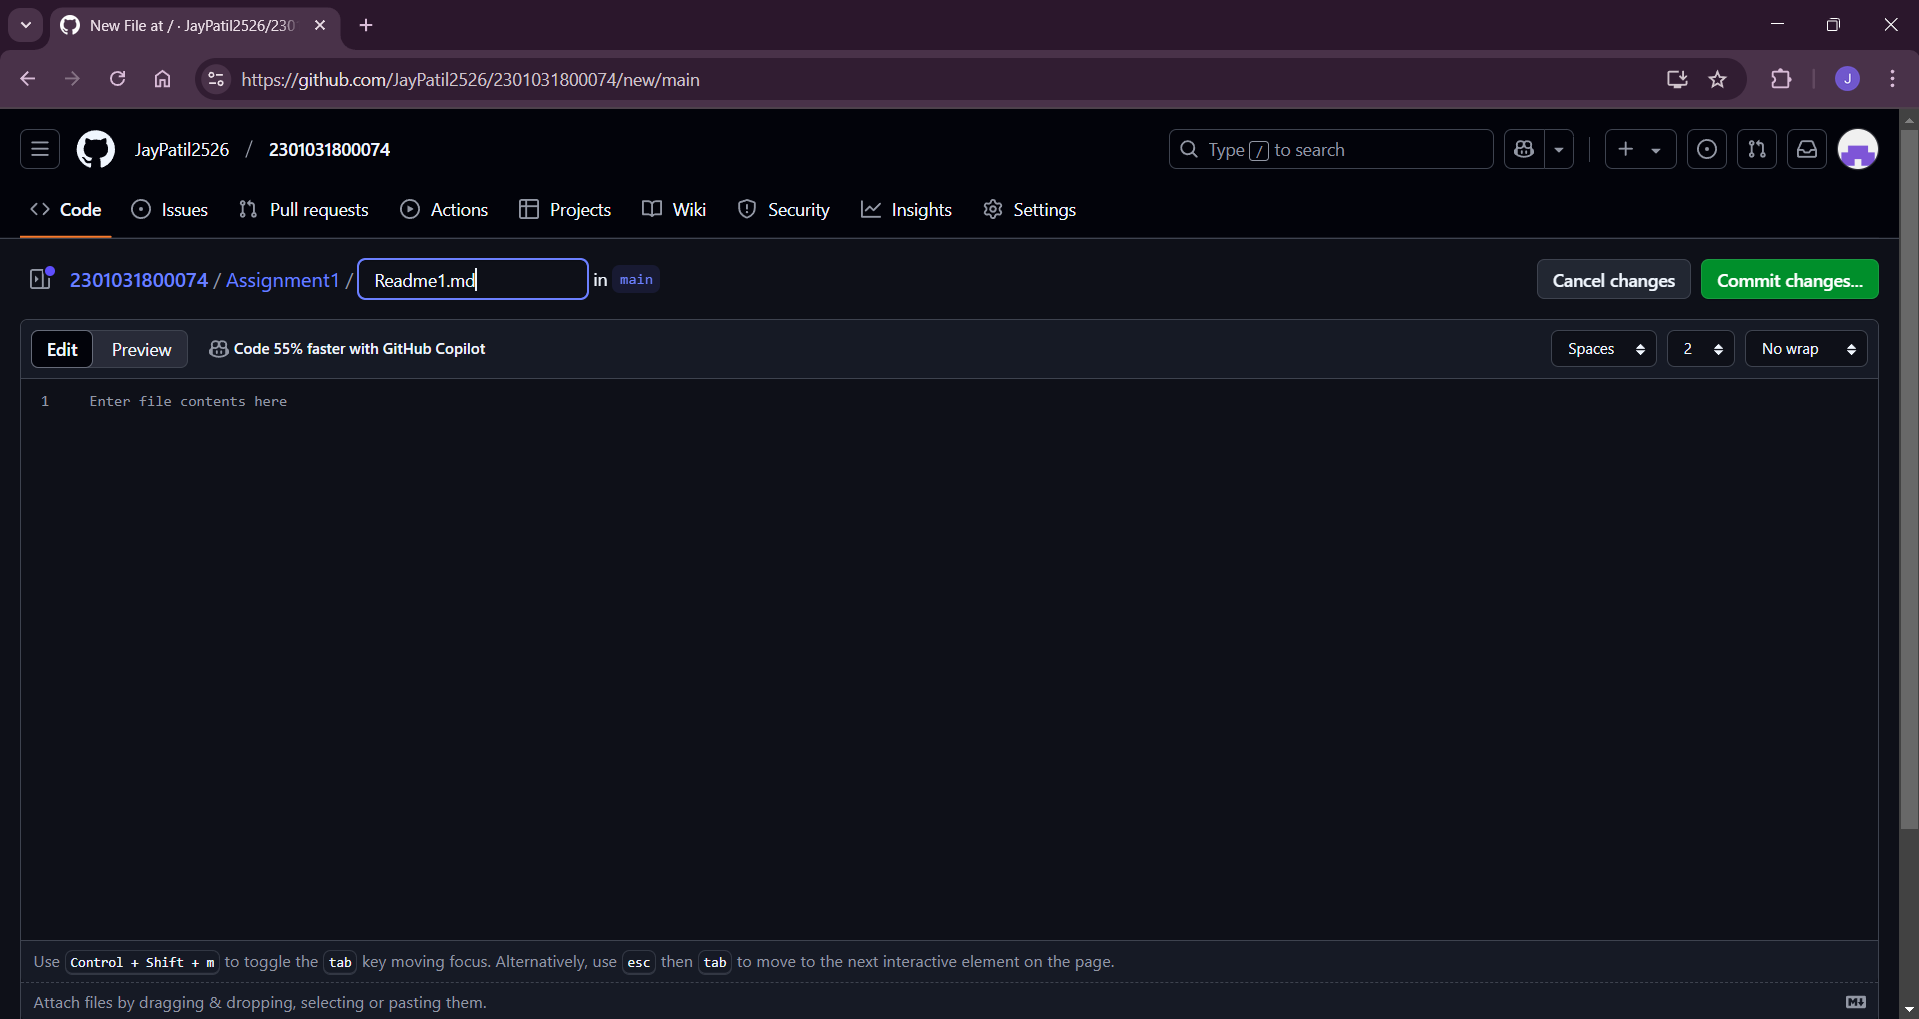 New File at / · JayPatil2526/230
https://github.com/JayPatil2526/2301031800074/new/main
J
JayPatil2526 / 2301031800074
Type / to search
Code Issues Pull requests Actions Projects Wiki Security Insights Settings
2301031800074 / Assignment1 / Readme1.md in main
Cancel changes Commit changes...
Edit Preview Code 55% faster with GitHub Copilot Spaces 2 No wrap
1 Enter file contents here
Use Control + Shift + m to toggle the tab key moving focus. Alternatively, use esc then tab to move to the next interactive element on the page.
Attach files by dragging & dropping, selecting or pasting them.